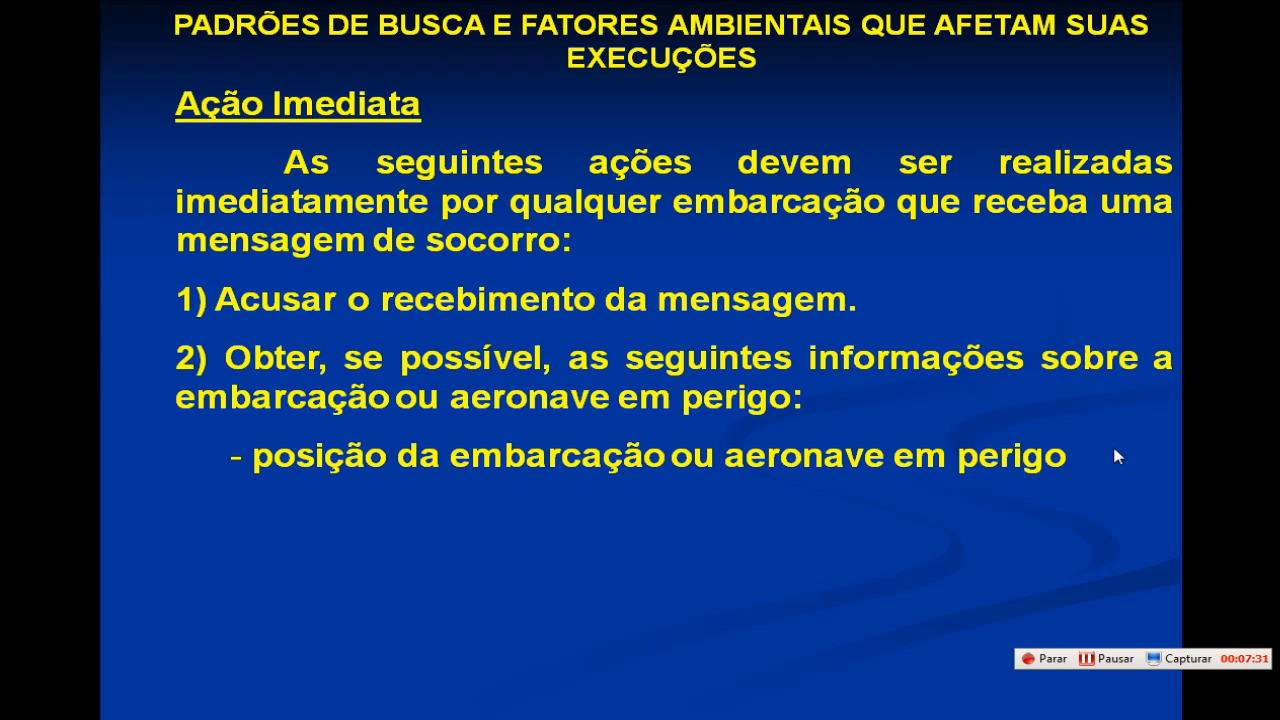 PADRÕES DE BUSCA E FATORES AMBIENTAIS QUE AFETAM SUAS
EXECUÇÕES
Ação Imediata
As seguintes ações devem ser realizadas
imediatamente por qualquer embarcação que receba uma
mensagem de socorro:
1) Acusar o recebimento da mensagem.
2) Obter, se possível, as seguintes informações sobre a
embarcação ou aeronave em perigo:
- posição da embarcação ou aeronave em perigo
Parar Pausar Capturar 00:07:31